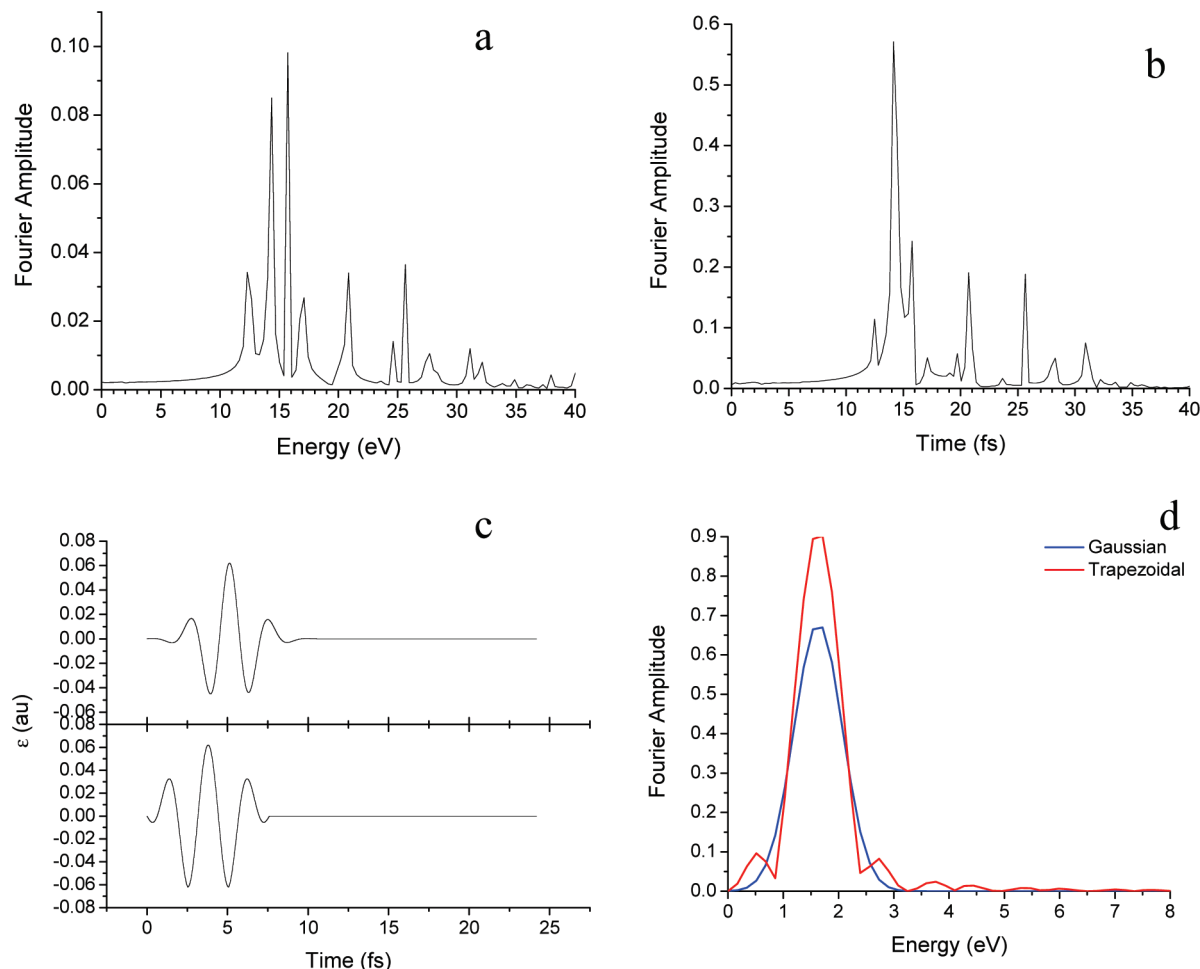 a
0.10
0.08
0.06
0.04
0.02
0.00
Fourier Amplitude
0 5 10 15 20 25 30 35 40
Energy (eV)
b
0.6
0.5
0.4
0.3
0.2
0.1
0.0
Fourier Amplitude
0 5 10 15 20 25 30 35 40
Time (fs)
c
0.08
0.06
0.04
0.02
0.00
-0.02
-0.04
-0.06
0.08
0.06
0.04
0.02
0.00
-0.02
-0.04
-0.06
-0.08
ε (au)
0 5 10 15 20 25
Time (fs)
d
Gaussian
Trapezoidal
0.9
0.8
0.7
0.6
0.5
0.4
0.3
0.2
0.1
0.0
Fourier Amplitude
0 1 2 3 4 5 6 7 8
Energy (eV)